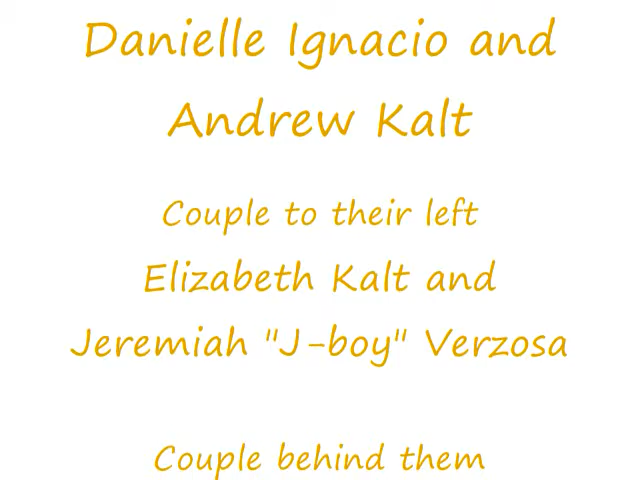 Danielle Ignacio and
Andrew Kalt
Couple to their left
Elizabeth Kalt and
Jeremiah "J-boy" Verzosa
Couple behind them